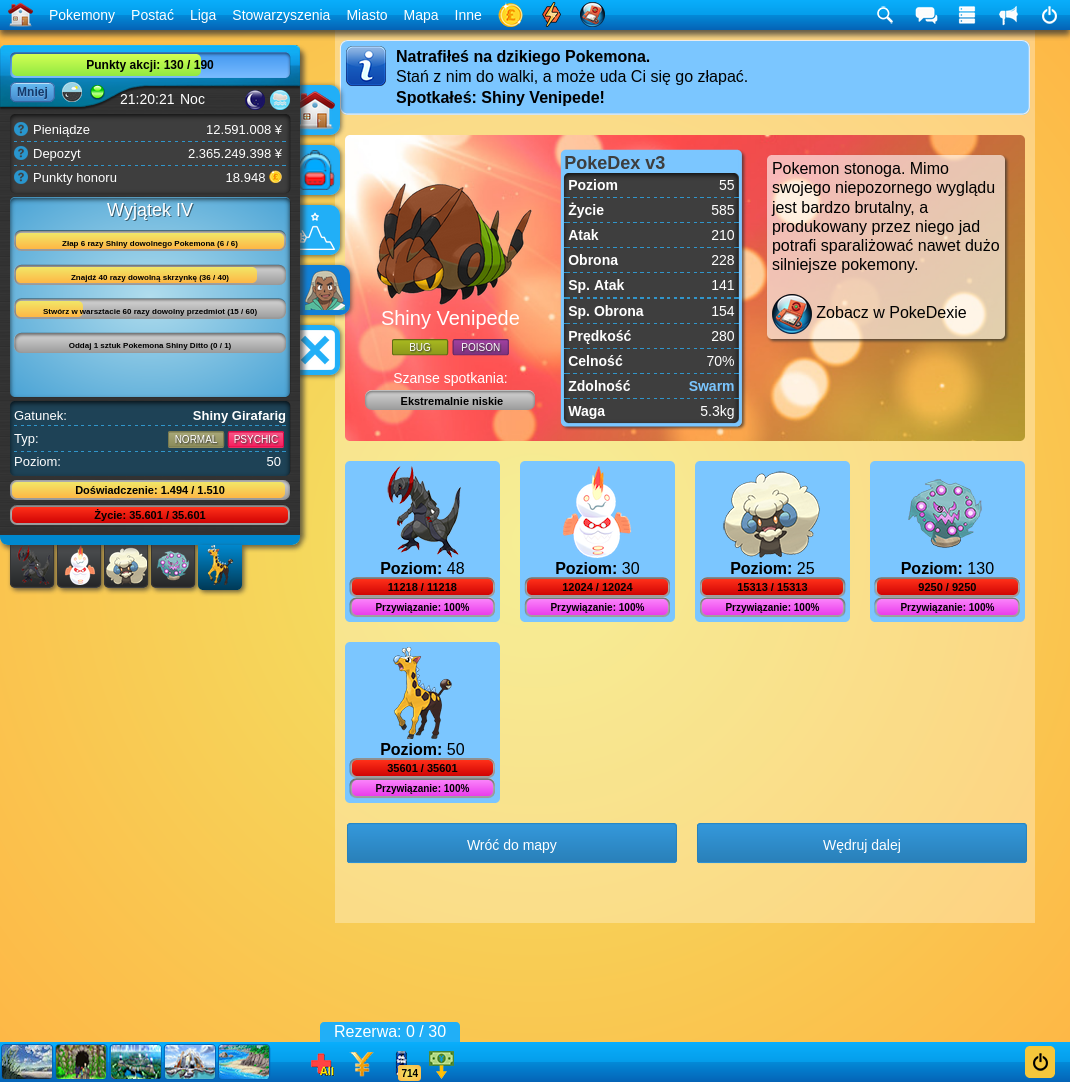 Pokemony Postać Liga Stowarzyszenia Miasto Mapa Inne
Punkty akcji: 130 / 190
Mniej
21:20:21 Noc
Pieniądze 12.591.008 ¥
Depozyt 2.365.249.398 ¥
Punkty honoru 18.948
Wyjątek IV
Złap 6 razy Shiny dowolnego Pokemona (6 / 6)
Znajdź 40 razy dowolną skrzynkę (36 / 40)
Stwórz w warsztacie 60 razy dowolny przedmiot (15 / 60)
Oddaj 1 sztuk Pokemona Shiny Ditto (0 / 1)
Gatunek: Shiny Girafarig
Typ: NORMAL PSYCHIC
Poziom: 50
Doświadczenie: 1.494 / 1.510
Życie: 35.601 / 35.601
Natrafiłeś na dzikiego Pokemona.
Stań z nim do walki, a może uda Ci się go złapać.
Spotkałeś: Shiny Venipede!
Shiny Venipede
BUG POISON
Szanse spotkania:
Ekstremalnie niskie
PokeDex v3
Poziom 55
Życie 585
Atak 210
Obrona 228
Sp. Atak 141
Sp. Obrona 154
Prędkość 280
Celność 70%
Zdolność Swarm
Waga 5.3kg
Pokemon stonoga. Mimo
swojego niepozornego wyglądu
jest bardzo brutalny, a
produkowany przez niego jad
potrafi sparaliżować nawet dużo
silniejsze pokemony.
Zobacz w PokeDexie
Poziom: 48
11218 / 11218
Przywiązanie: 100%
Poziom: 30
12024 / 12024
Przywiązanie: 100%
Poziom: 25
15313 / 15313
Przywiązanie: 100%
Poziom: 130
9250 / 9250
Przywiązanie: 100%
Poziom: 50
35601 / 35601
Przywiązanie: 100%
Wróć do mapy
Wędruj dalej
Rezerwa: 0 / 30
All
714